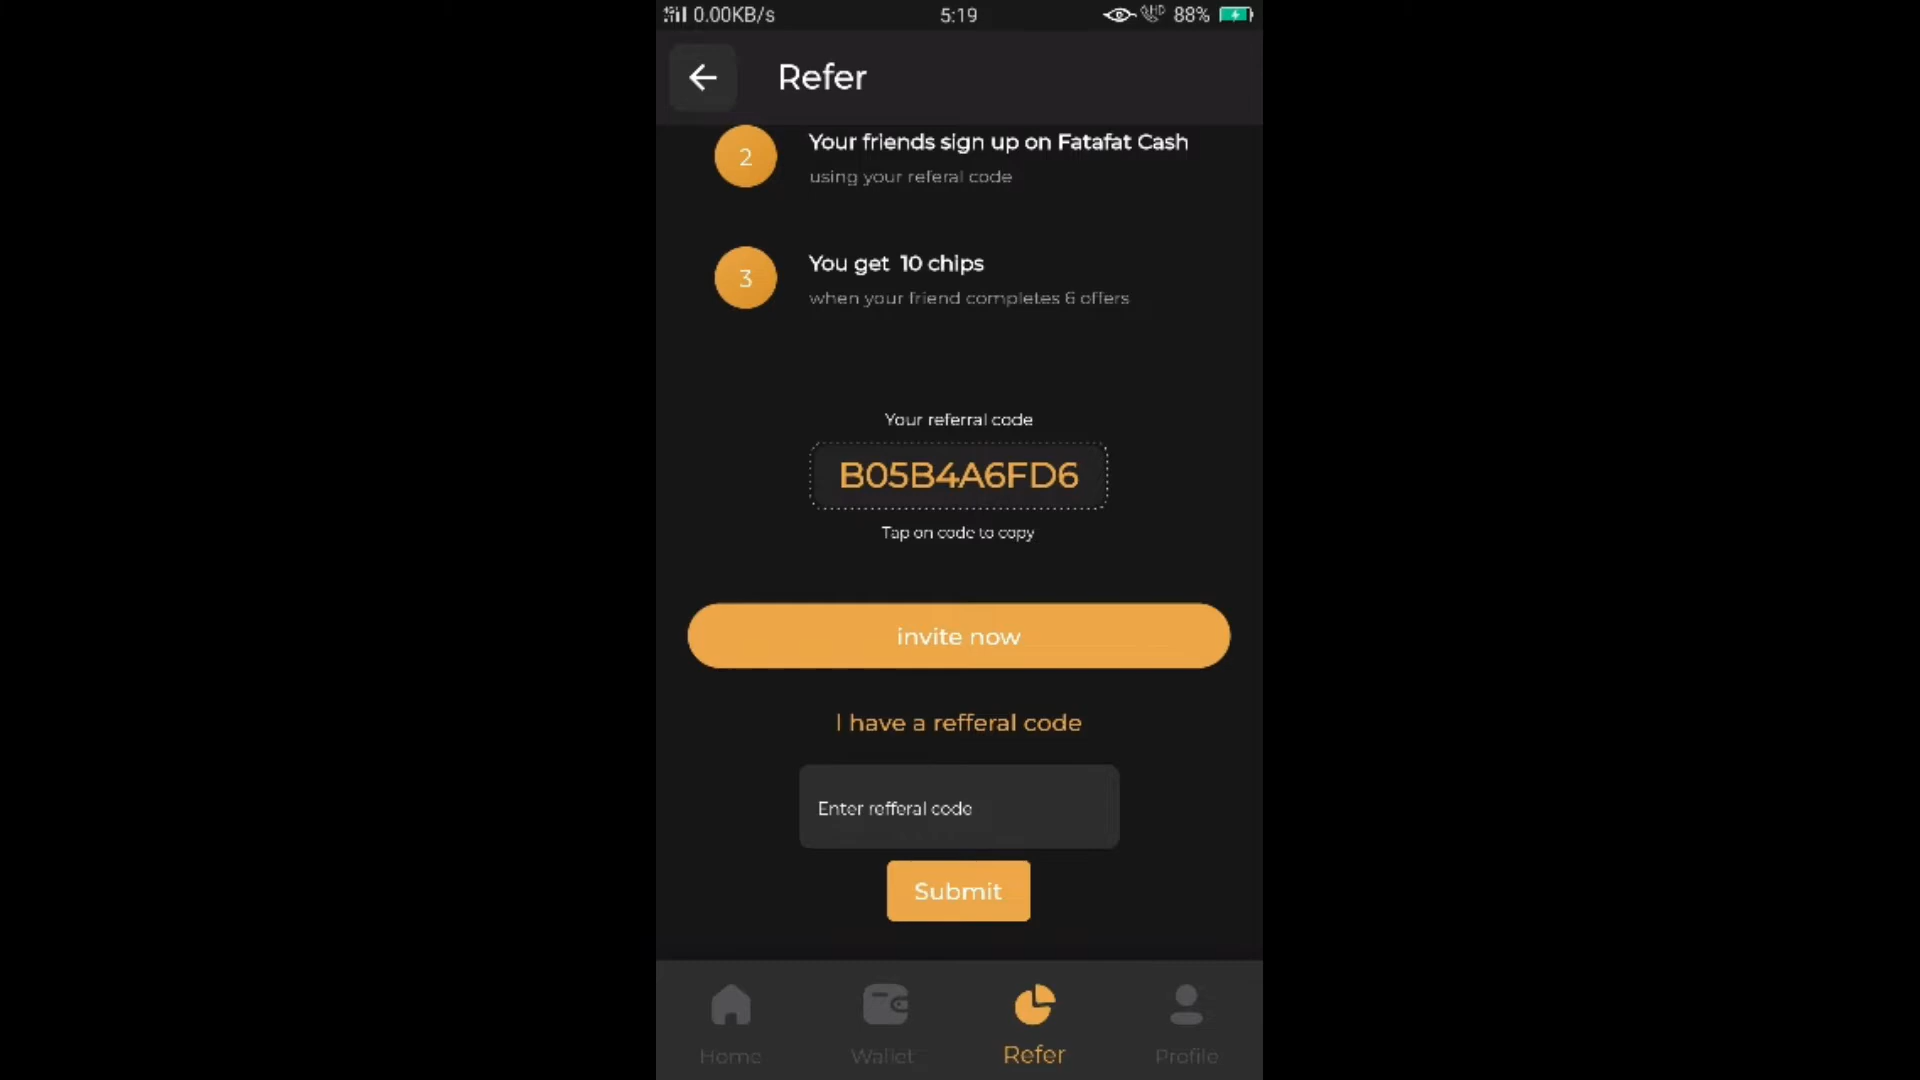 0.00KB/s 5:19 88%
Refer
2
Your friends sign up on Fatafat Cash
using your referal code
3
You get 10 chips
when your friend completes 6 offers
Your referral code
B05B4A6FD6
Tap on code to copy
invite now
I have a refferal code
Enter refferal code
Submit
Home Wallet Refer Profile